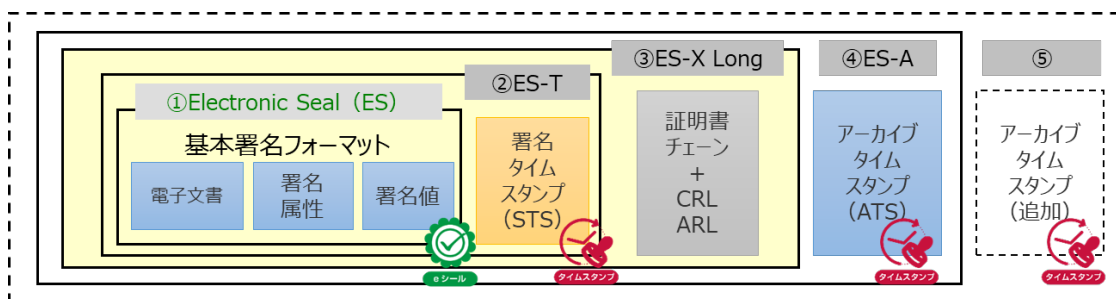 ③ES-X Long
④ES-A
⑤
②ES-T
①Electronic Seal（ES）
基本署名フォーマット
電子文書
署名
属性
署名値
署名
タイム
スタンプ
（STS）
証明書
チェーン
+
CRL
ARL
アーカイブ
タイム
スタンプ
（ATS）
アーカイブ
タイム
スタンプ
（追加）
eシール
タイムスタンプ
タイムスタンプ
タイムスタンプ